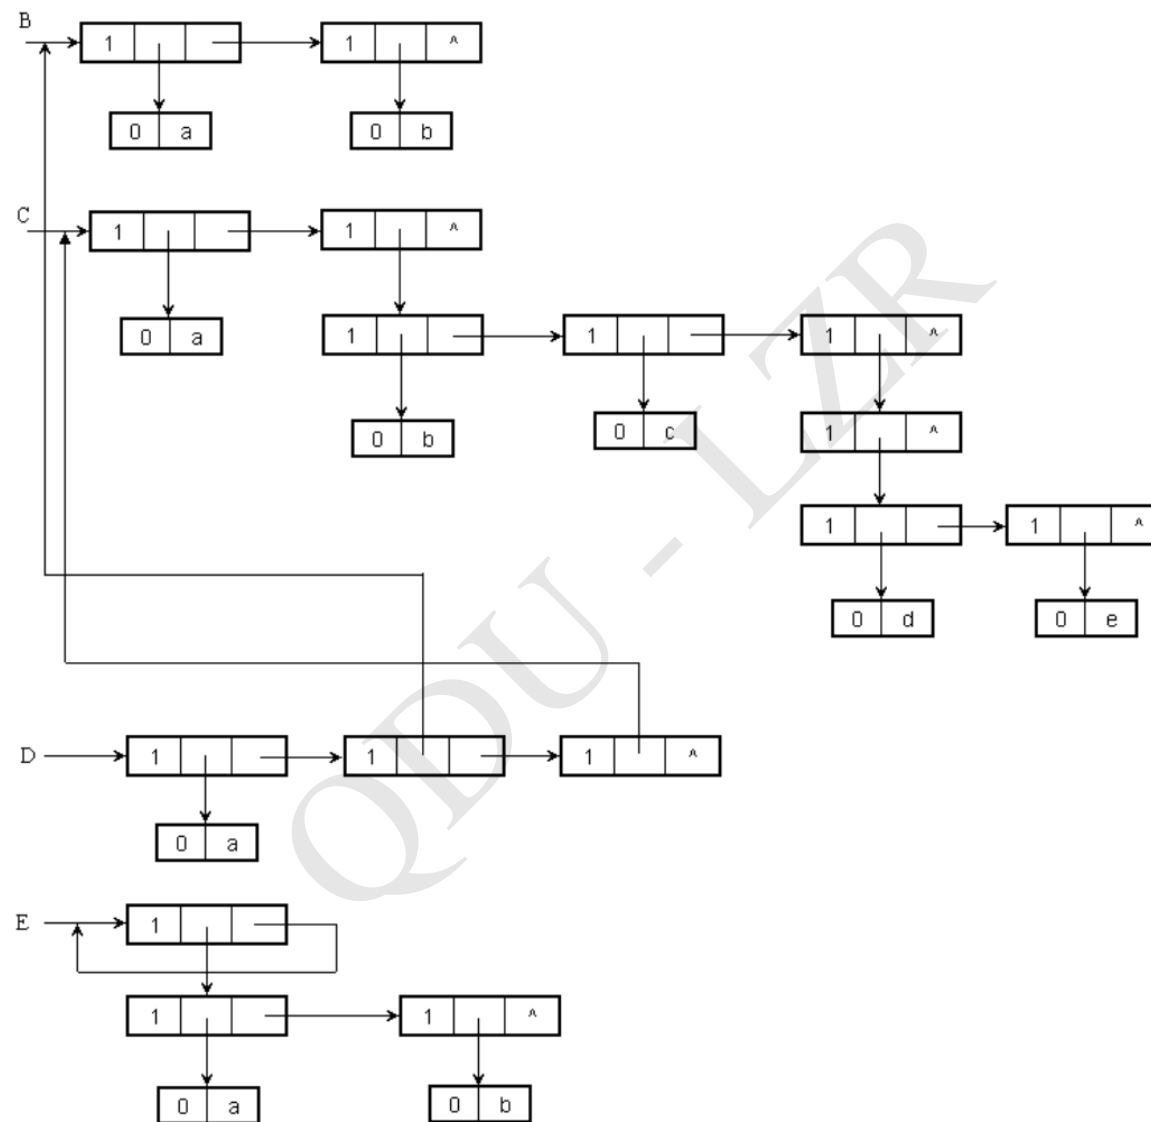 B
1 1 ^
0 a 0 b
C
1 1 ^
0 a 1 1 1 ^
0 b 0 c 1 ^
1 1 ^
0 d 0 e
D 1 1 1 ^
0 a
E 1
1 1 ^
0 a 0 b
QDU - LZR